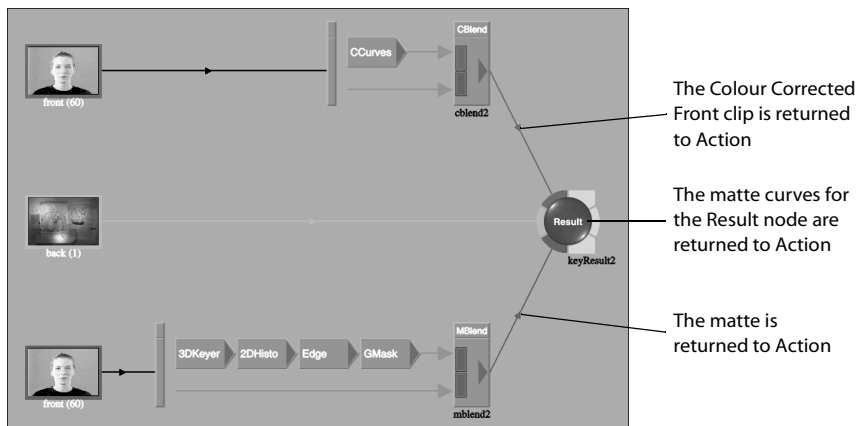 CBlend
CCurves
front (60)
cblend2
The Colour Corrected
Front clip is returned
to Action
Result
keyResult2
back (1)
The matte curves for
the Result node are
returned to Action
MBlend
3DKeyer
2DHisto
Edge
GMask
front (60)
mblend2
The matte is
returned to Action